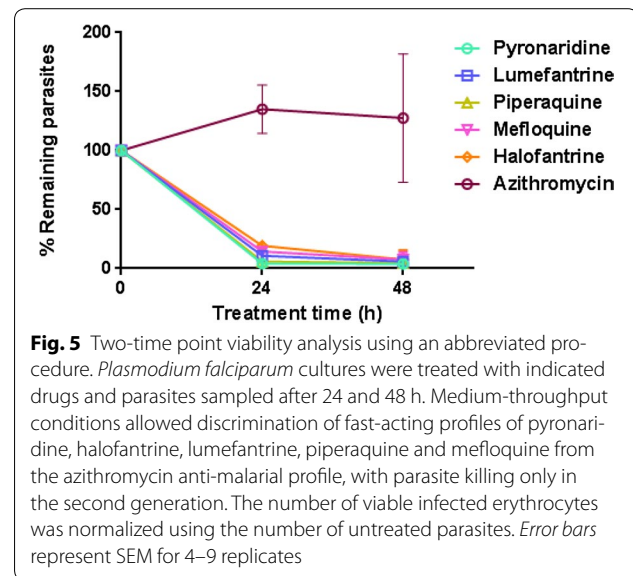 200
150
100
50
0
% Remaining parasites
0
24
48
Treatment time (h)
Pyronaridine
Lumefantrine
Piperaquine
Mefloquine
Halofantrine
Azithromycin
Fig. 5 Two-time point viability analysis using an abbreviated pro-
cedure. Plasmodium falciparum cultures were treated with indicated
drugs and parasites sampled after 24 and 48 h. Medium-throughput
conditions allowed discrimination of fast-acting profiles of pyronari-
dine, halofantrine, lumefantrine, piperaquine and mefloquine from
the azithromycin anti-malarial profile, with parasite killing only in
the second generation. The number of viable infected erythrocytes
was normalized using the number of untreated parasites. Error bars
represent SEM for 4–9 replicates